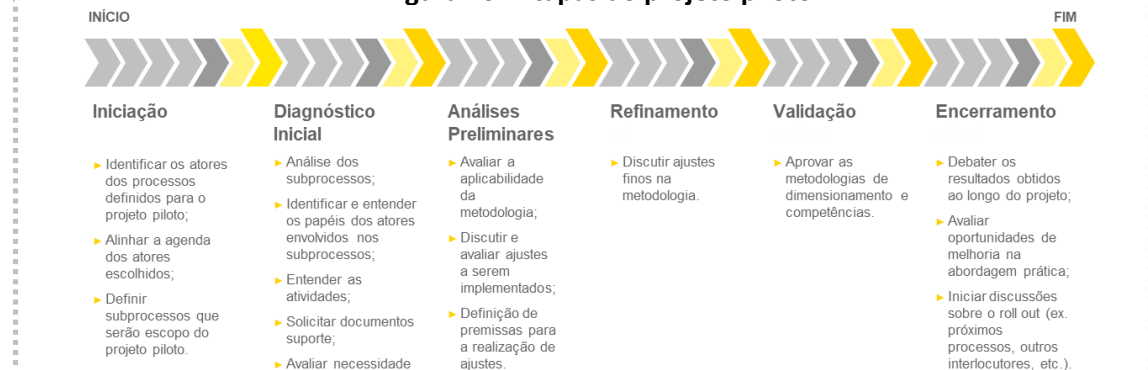 INÍCIO
FIM
Iniciação
► Identificar os atores
dos processos
definidos para o
projeto piloto;
► Alinhar a agenda
dos atores
escolhidos;
► Definir
subprocessos que
serão escopo do
projeto piloto.
Diagnóstico
Inicial
► Análise dos
subprocessos;
► Identificar e entender
os papéis dos atores
envolvidos nos
subprocessos;
► Entender as
atividades;
► Solicitar documentos
suporte;
► Avaliar necessidade
Análises
Preliminares
► Avaliar a
aplicabilidade
da
metodologia;
► Discutir e
avaliar ajustes
a serem
implementados;
► Definição de
premissas para
a realização de
ajustes.
Refinamento
► Discutir ajustes
finos na
metodologia.
Validação
► Aprovar as
metodologias de
dimensionamento e
competências.
Encerramento
► Debater os
resultados obtidos
ao longo do projeto;
► Avaliar
oportunidades de
melhoria na
abordagem prática;
► Iniciar discussões
sobre o roll out (ex.
próximos
processos, outros
interlocutores, etc.).